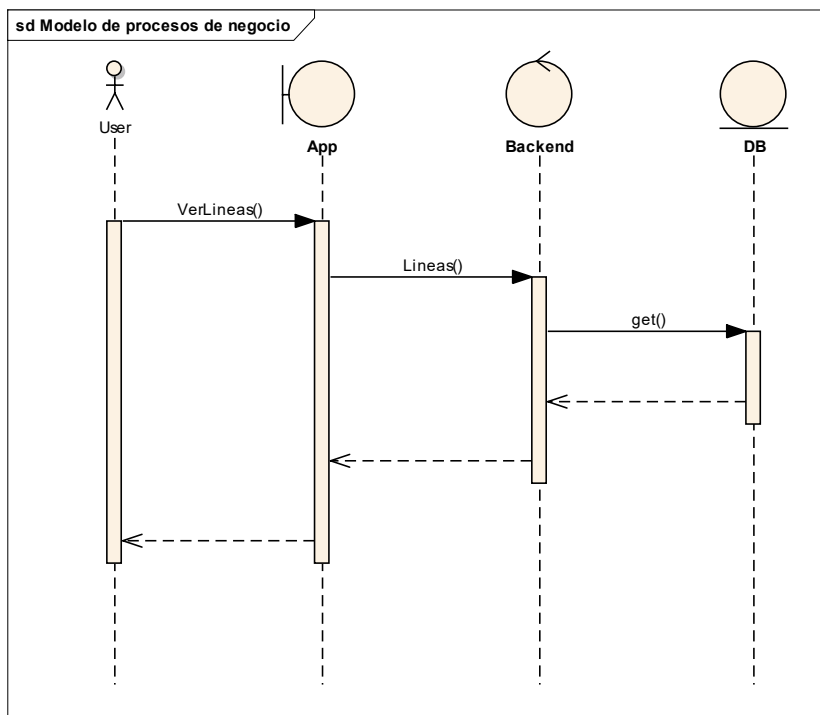 sd Modelo de procesos de negocio
User
App
Backend
DB
VerLineas()
Lineas()
get()